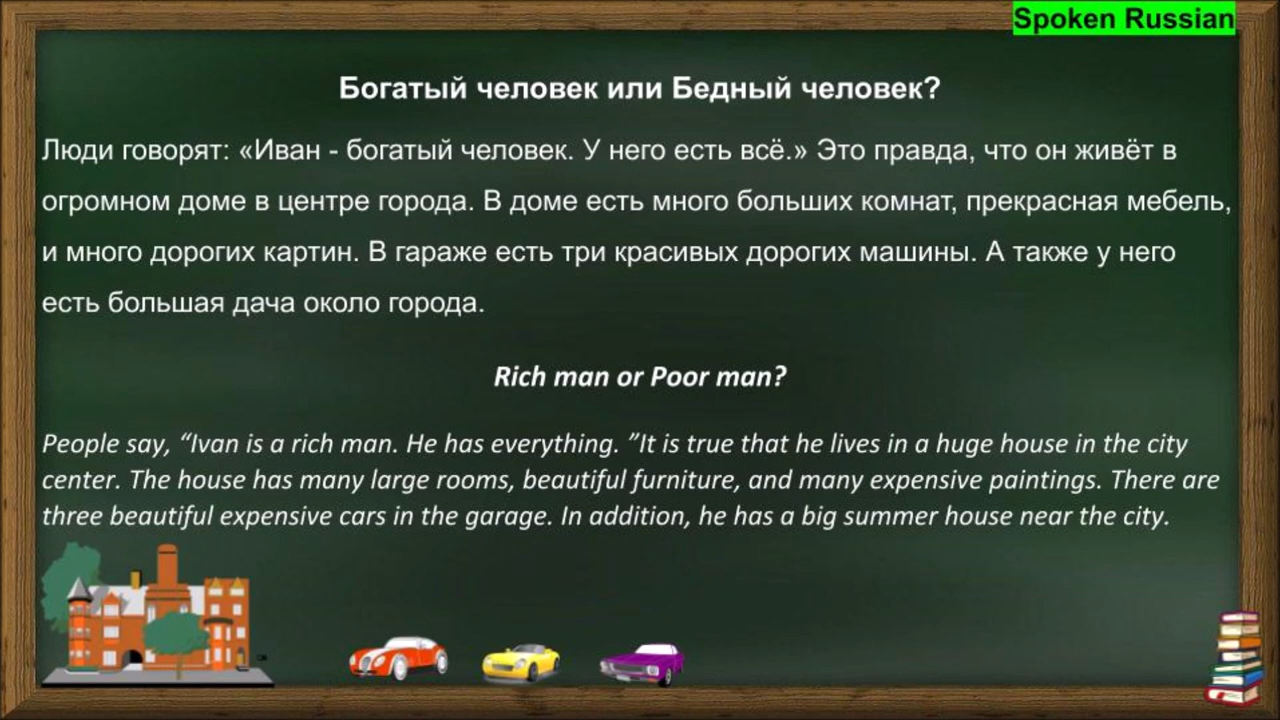 Spoken Russian
Богатый человек или Бедный человек?
Люди говорят: «Иван - богатый человек. У него есть всё.» Это правда, что он живёт в
огромном доме в центре города. В доме есть много больших комнат, прекрасная мебель,
и много дорогих картин. В гараже есть три красивых дорогих машины. А также у него
есть большая дача около города.
Rich man or Poor man?
People say, “Ivan is a rich man. He has everything. ”It is true that he lives in a huge house in the city
center. The house has many large rooms, beautiful furniture, and many expensive paintings. There are
three beautiful expensive cars in the garage. In addition, he has a big summer house near the city.